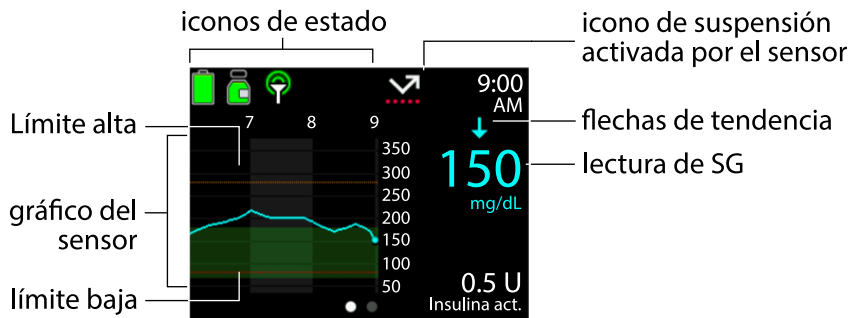 iconos de estado
icono de suspensión
activada por el sensor
9:00
AM
7 8 9
Límite alta
flechas de tendencia
350
300
250
200
150
100
50
150
mg/dL
lectura de SG
gráfico del
sensor
límite baja
0.5 U
Insulina act.